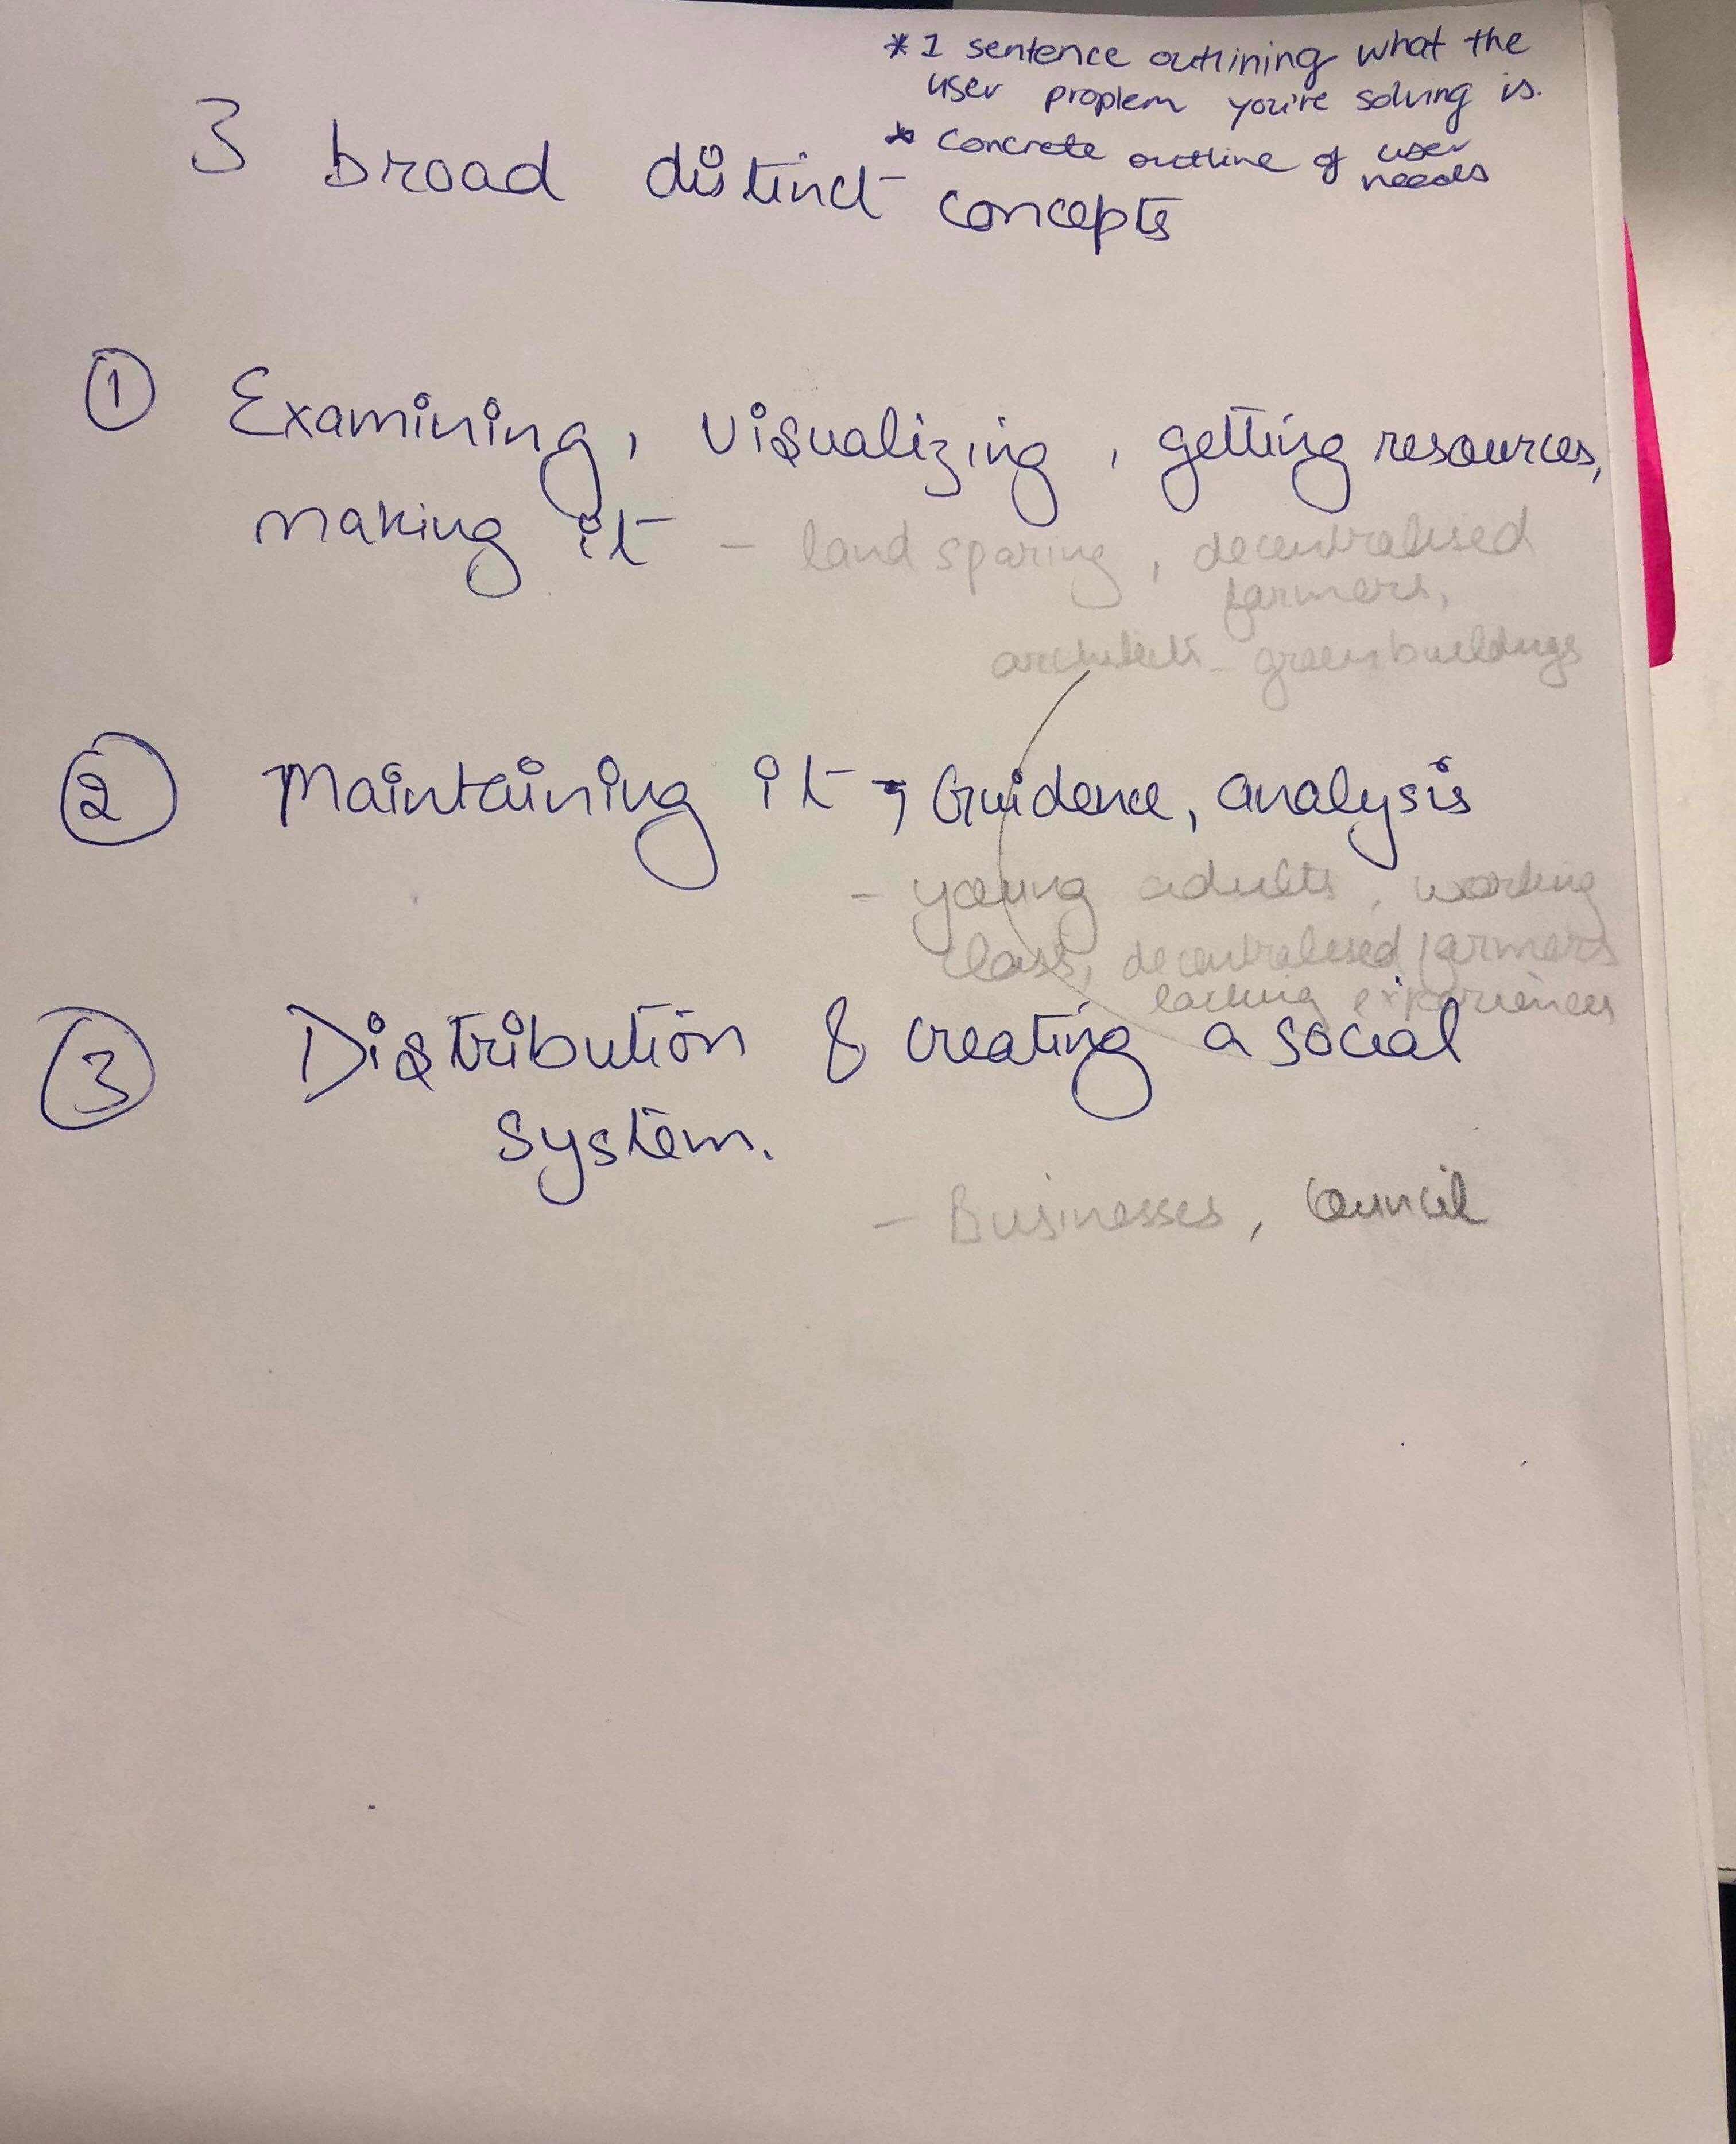 * 1 sentence outlining what the
user proplem you're solving is.
* Concrete outline of user
needs
3 broad distinct concepts
1 Examining, visualizing, getting resources,
making it - land sparing, decentralised
farmers,
architects - green buildings
2 Maintaining it → Guidence, analysis
- young adults, working
class, decentralised farmers
lacking experiences
3 Distribution & creating a social
system.
- Businesses, Council